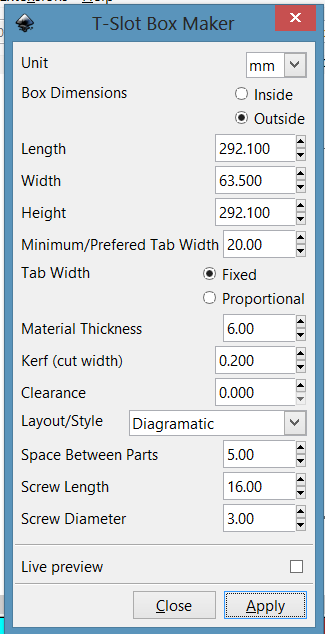 Help
T-Slot Box Maker
Unit mm
Box Dimensions Inside
Outside
Length 292.100
Width 63.500
Height 292.100
Minimum/Prefered Tab Width 20.00
Tab Width Fixed
Proportional
Material Thickness 6.00
Kerf (cut width) 0.200
Clearance 0.000
Layout/Style Diagramatic
Space Between Parts 5.00
Screw Length 16.00
Screw Diameter 3.00
Live preview
Close Apply